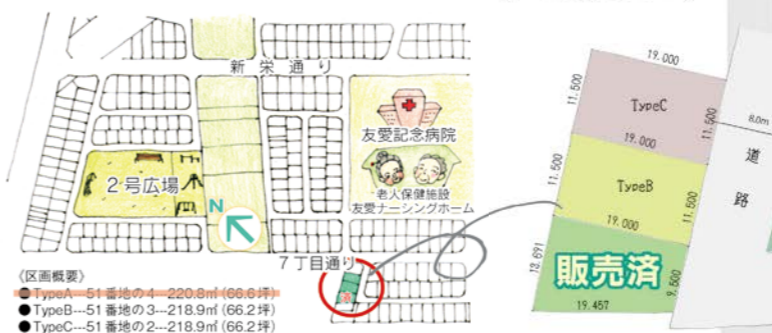 新栄通り
友愛記念病院
老人保健施設
友愛ナーシングホーム
2号広場
N
7丁目通り
《区画概要》
●TypeA---51番地の4---220.8㎡(66.6坪)
●TypeB---51番地の3---218.9㎡(66.2坪)
●TypeC---51番地の2---218.9㎡(66.2坪)
19.000
11.500
TypeC
11.500
8.0m
19.000
道路
11.500
TypeB
11.500
19.000
13.691
販売済
9.500
19.457